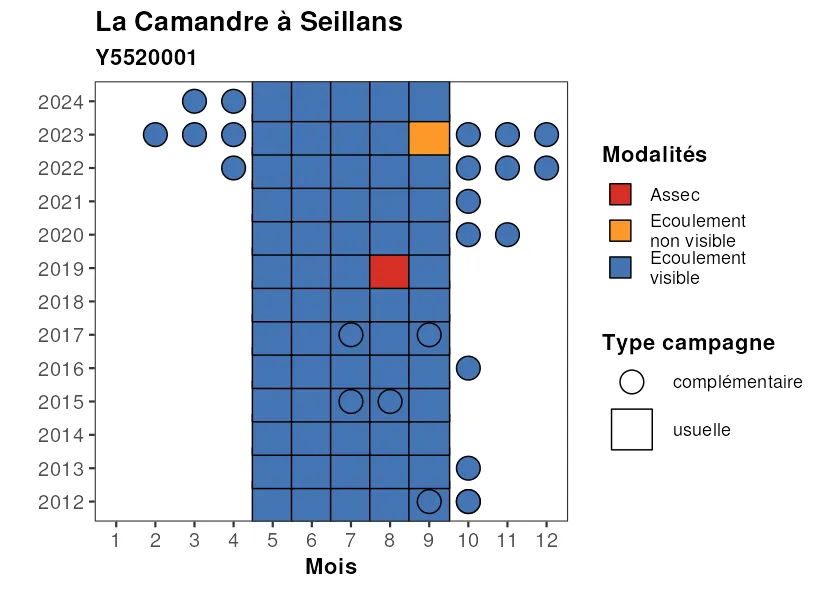 La Camandre à Seillans
Y5520001
2024
2023
2022
2021
2020
2019
2018
2017
2016
2015
2014
2013
2012
1 2 3 4 5 6 7 8 9 10 11 12
Mois
Modalités
Assec
Ecoulement
non visible
Ecoulement
visible
Type campagne
complémentaire
usuelle